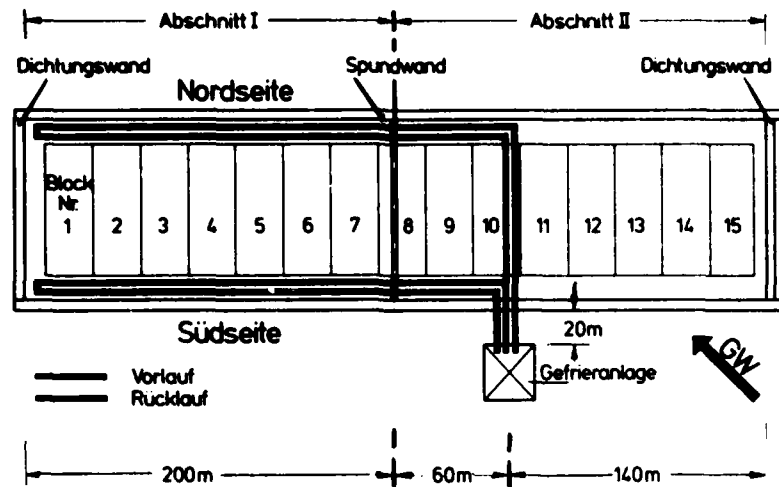 Abschnitt I
Abschnitt II
Dichtungswand
Spundwand
Dichtungswand
Nordseite
Block
Nr.
1 2 3 4 5 6 7 8 9 10 11 12 13 14 15
Südseite
20m
GW
Gefrieranlage
Vorlauf
Rücklauf
200m
60m
140m